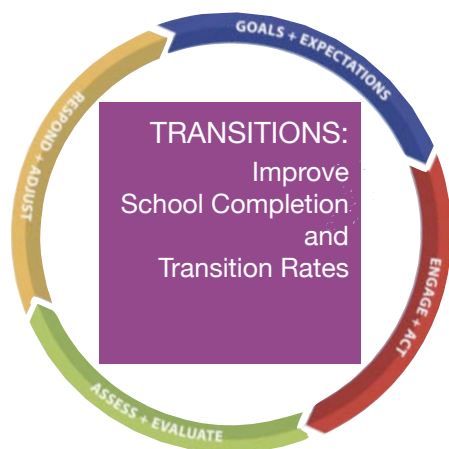 GOALS + EXPECTATIONS
TRANSITIONS:
Improve
School Completion
and
Transition Rates
ENGAGE + ACT
ASSESS + EVALUATE
RESPOND + ADJUST